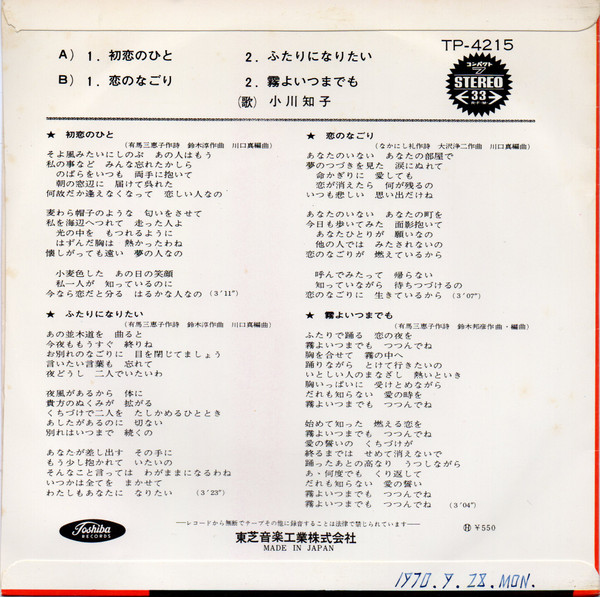 TP-4215
A) 1. 初恋のひと 2. ふたりになりたい
B) 1. 恋のなごり 2. 霧よいつまでも
(歌) 小川知子
コンパクト
7
STEREO
33
R・P・M
★ 初恋のひと
(有馬三恵子作詩 鈴木淳作曲 川口真編曲)
そよ風みたいにしのぶ あの人はもう
私の事など みんな忘れたかしら
のばらをいつも 両手に抱いて
朝の窓辺に 届けて呉れた
何故だか逢えなくなって 恋しい人なの
麦わら帽子のような 匂いをさせて
私を海辺へつれて 走った人よ
光の中を もつれるように
はずんだ胸は 熱かったわね
懐しがっても遠い 夢の人なの
小麦色した あの日の笑顔
私一人が 知っているのに
今なら恋だと分る はるかな人なの (3'11")
★ ふたりになりたい
(有馬三恵子作詩 鈴木淳作曲 川口真編曲)
あの並木道を 曲ると
今夜ももうすぐ 終りね
お別れのなごりに 目を閉じてましょう
言いたい言葉も 忘れて
夜どうし 二人でいたいわ
夜風があるから 体に
貴方のぬくみが 拡がる
くちづけで二人を たしかめるひととき
あしたがあるのに 切ない
別れはいつまで 続くの
あなたが差し出す その手に
もう少し抱かれて いたいの
そんなこと言っては わがままになるわね
いつかは全てを まかせて
わたしもあなたに なりたい (3'23")
★ 恋のなごり
(なかにし礼作詩 大沢浄二作曲 川口真編曲)
あなたのいない あなたの部屋で
夢のつづきを見た 涙にぬれて
命かぎりに 愛しても
恋が消えたら 何が残るの
いつも悲しい 思い出だけね
あなたのいない あなたの町を
今日も歩いてみた 面影抱いて
あなたひとりが 願いなの
他の人では みたされないの
恋のなごりが 燃えているから
呼んでみたって 帰らない
知っていながら 待ちつづけるの
恋のなごりに 生きているから (3'07")
★ 霧よいつまでも
(有馬三恵子作詩 鈴木邦彦作曲・編曲)
ふたりで踊る 恋の夜を
霧よいつまでも つつんでね
胸を合せて 霧の中へ
踊りながら とけて行きたいの
いとしい人のまなざし 熱いといき
胸いっぱいに 受けとめながら
だれも知らない 愛の時を
霧よいつまでも つつんでね
始めて知った 燃える恋を
霧よいつまでも つつんでね
愛の誓いの くちづけが
終るまでは せめて消えないで
踊ったあとの高なり うつしながら
あゝ何度でも くり返して
だれも知らない 愛の誓い
霧よいつまでも つつんでね
霧よいつまでも つつんでね (3'04")
Toshiba
RECORDS
―レコードから無断でテープその他に録音することは法律で禁じられています―
Ⓗ ¥550
東芝音楽工業株式会社
MADE IN JAPAN
1970.9.28.MON.